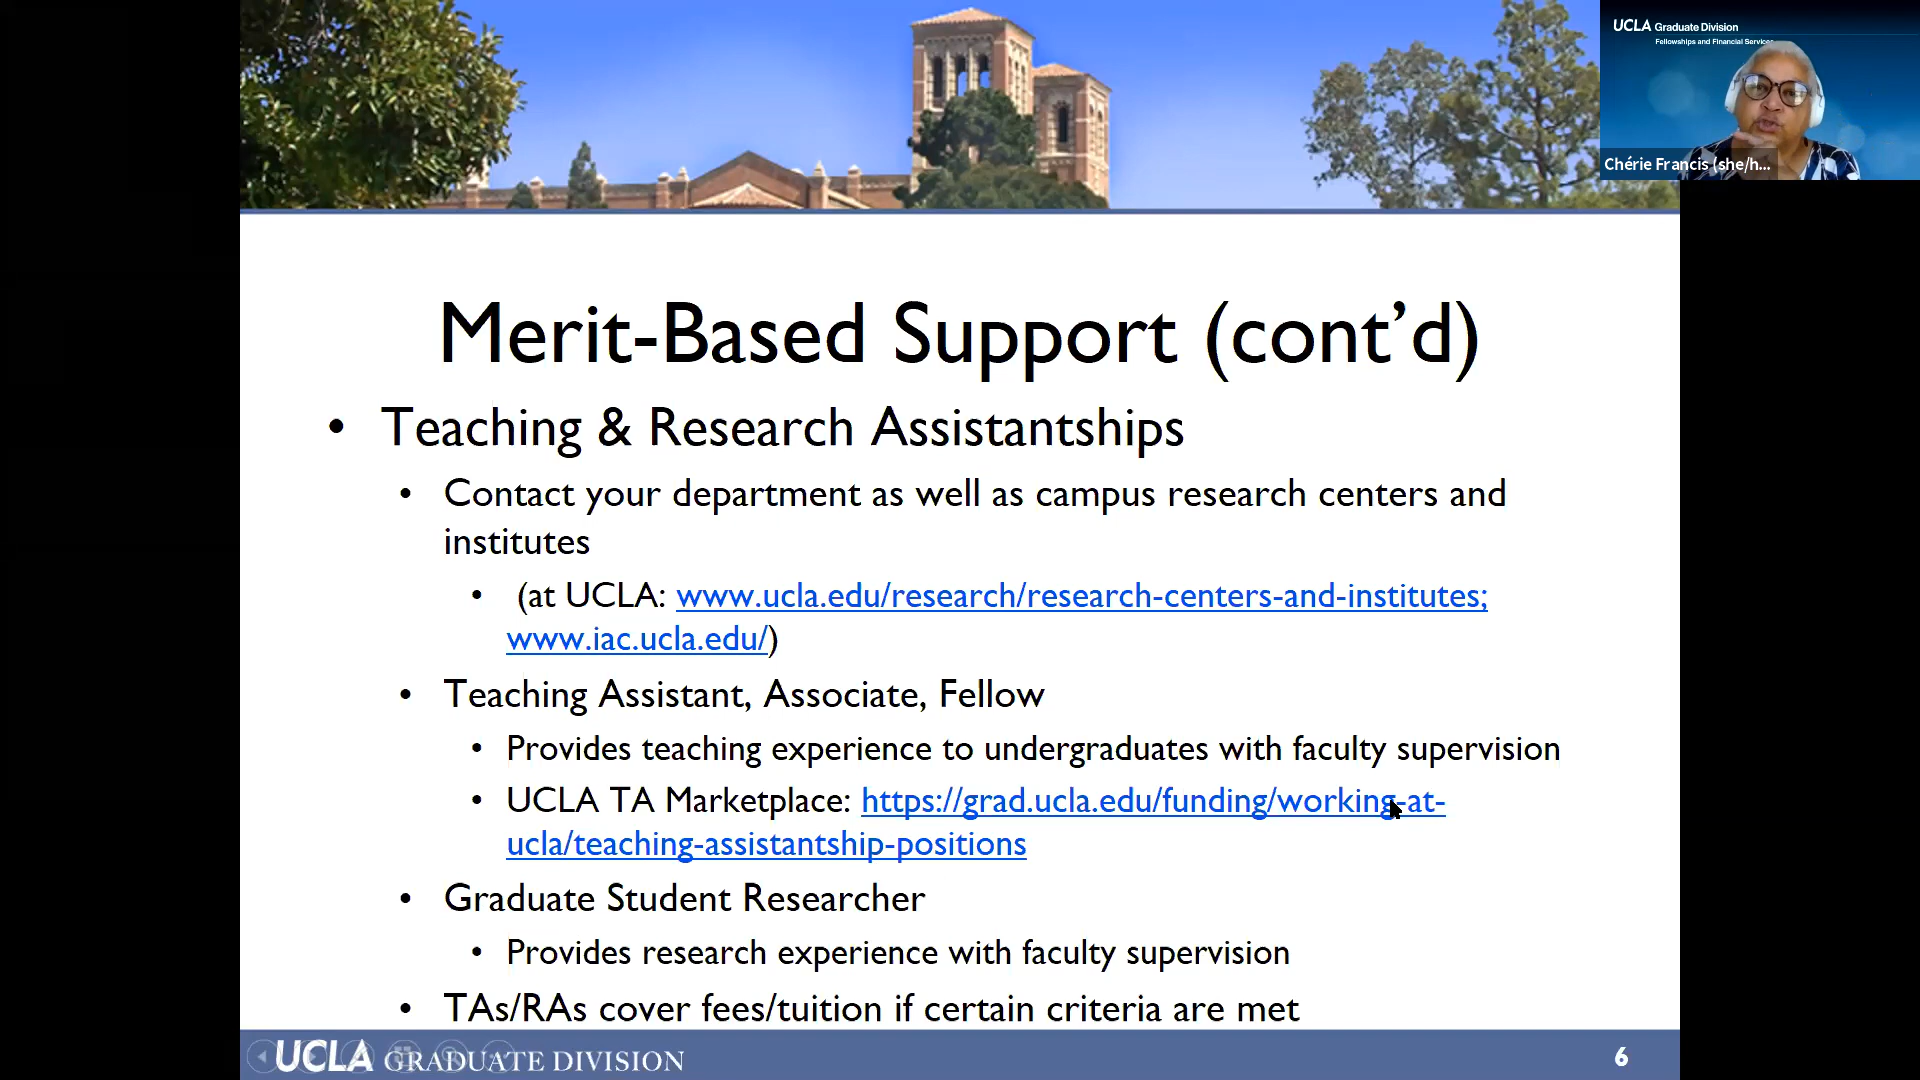 UCLA Graduate Division
Fellowships and Financial Services
Chérie Francis (she/h...
Merit-Based Support (cont’d)
• Teaching & Research Assistantships
• Contact your department as well as campus research centers and
institutes
• (at UCLA: www.ucla.edu/research/research-centers-and-institutes;
www.iac.ucla.edu/)
• Teaching Assistant, Associate, Fellow
• Provides teaching experience to undergraduates with faculty supervision
• UCLA TA Marketplace: https://grad.ucla.edu/funding/working-at-
ucla/teaching-assistantship-positions
• Graduate Student Researcher
• Provides research experience with faculty supervision
• TAs/RAs cover fees/tuition if certain criteria are met
UCLA GRADUATE DIVISION
6